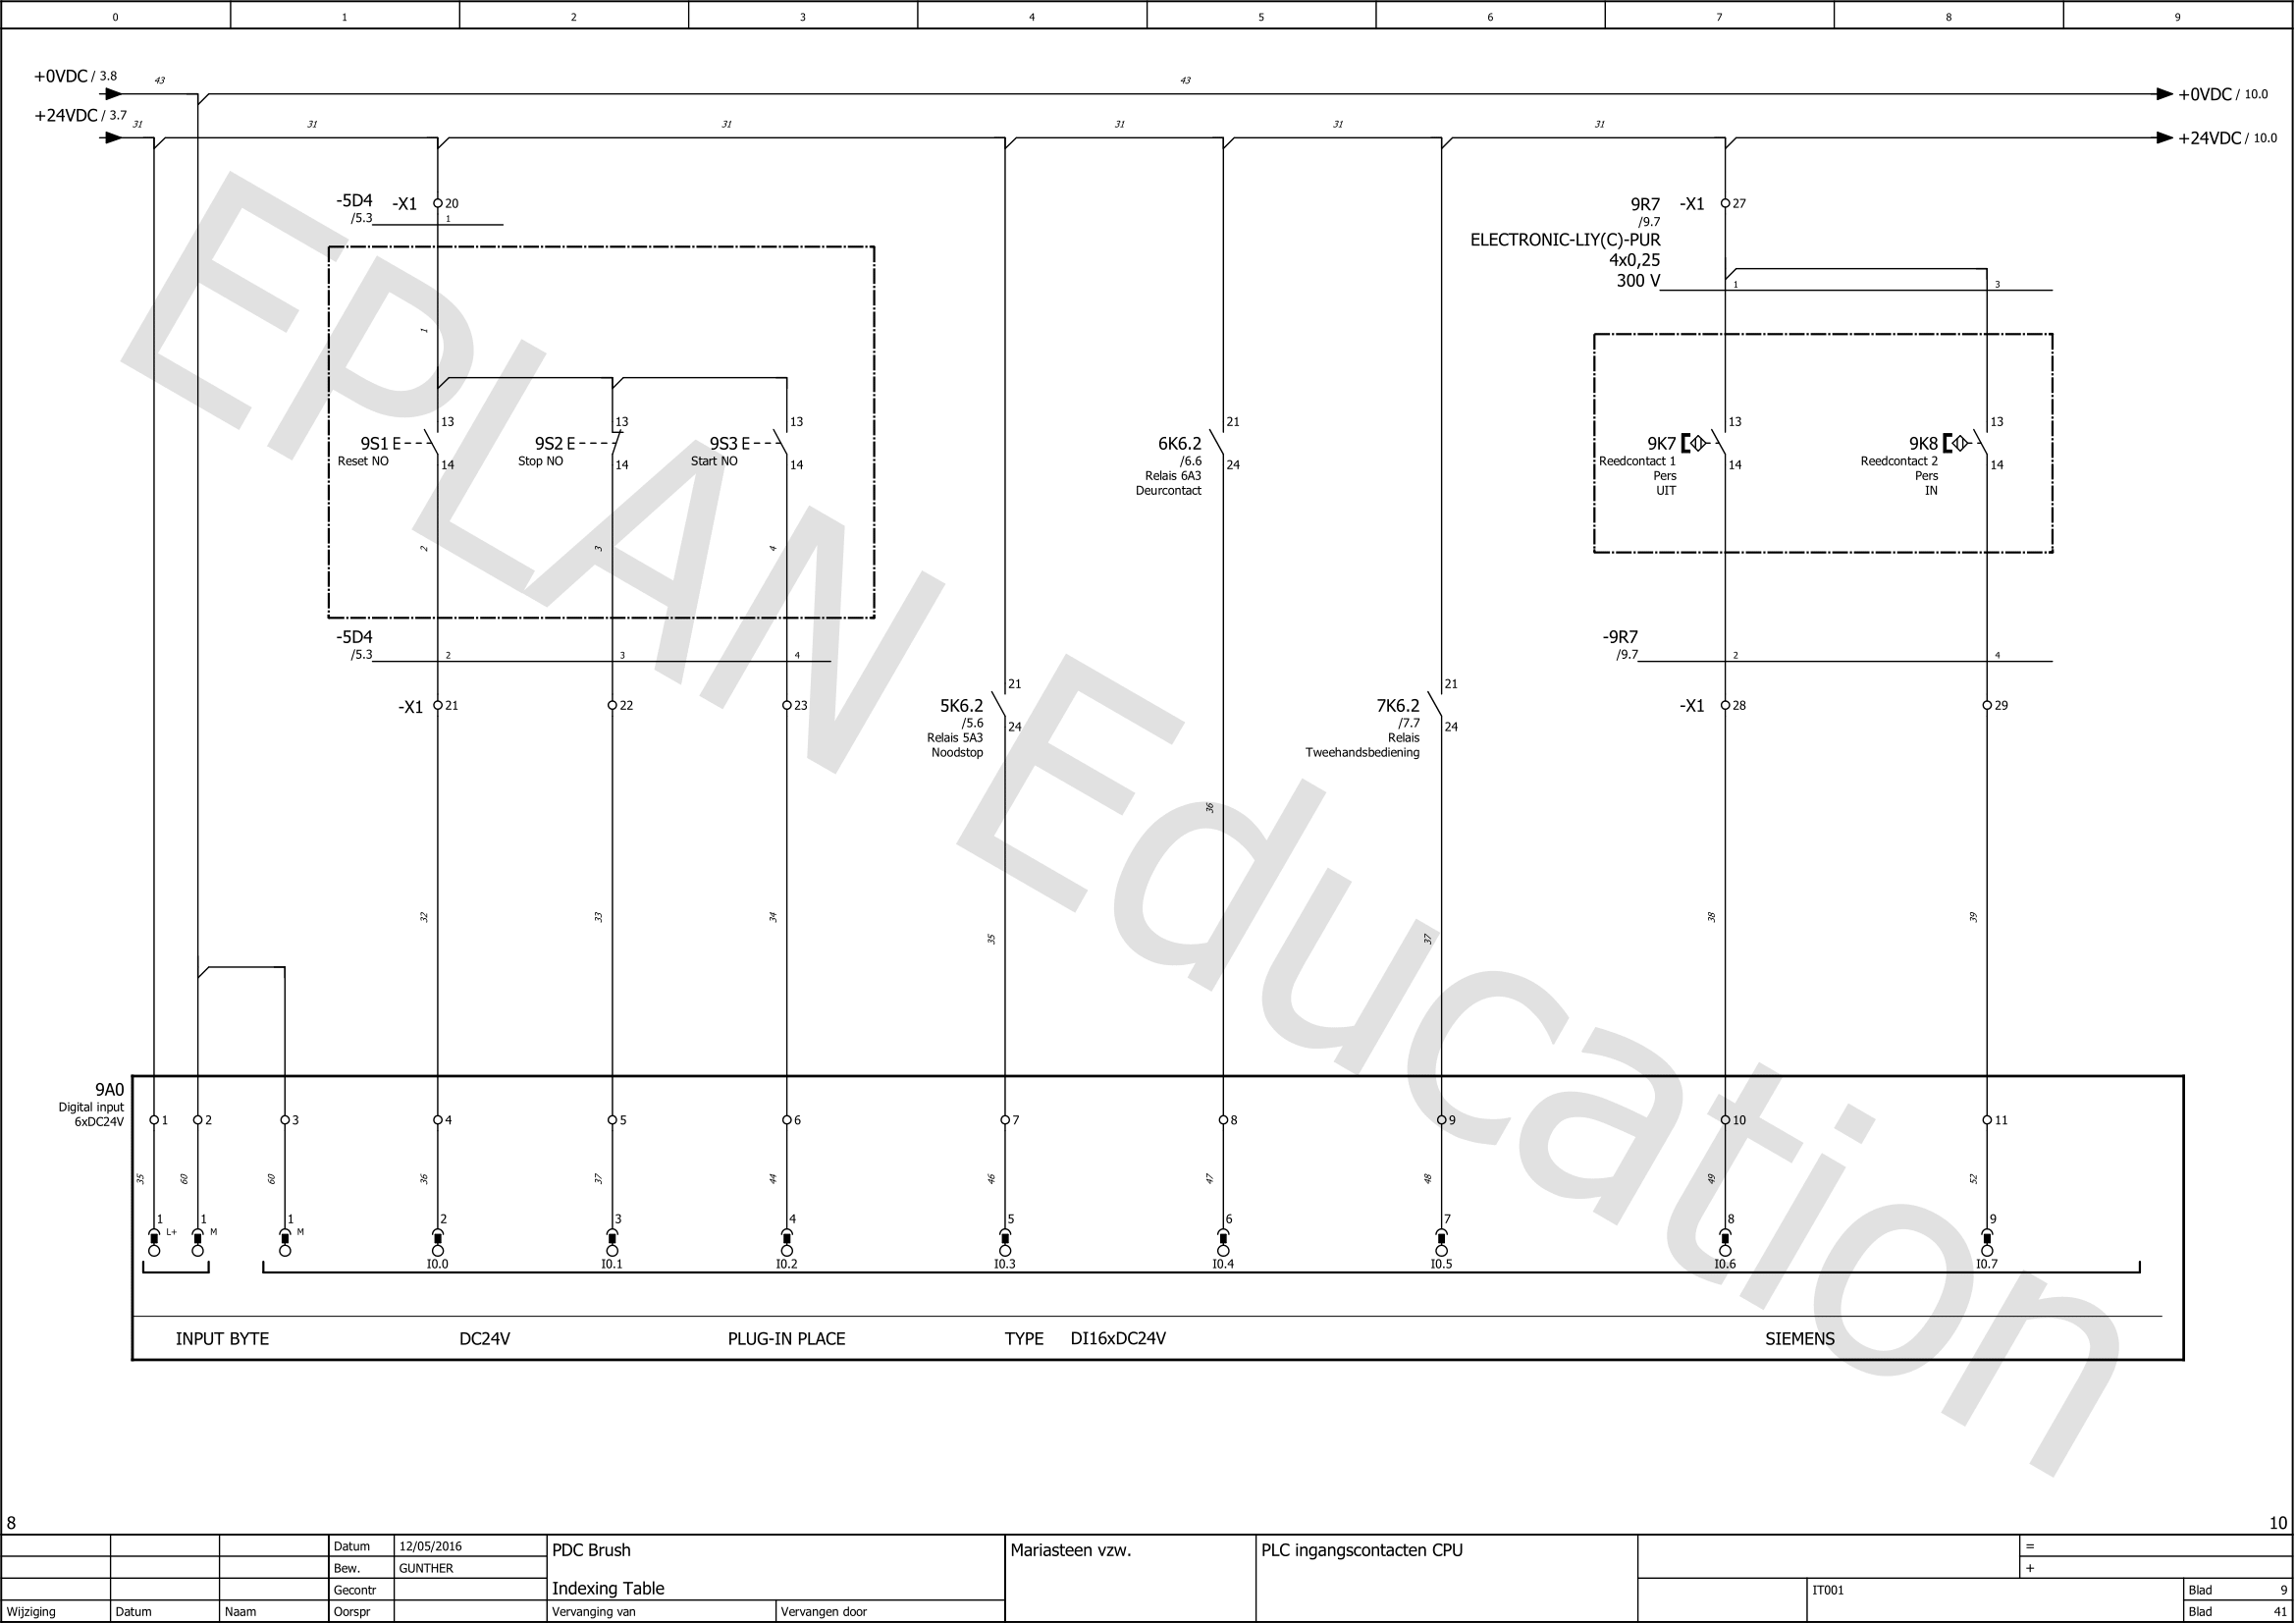 0 1 2 3 4 5 6 7 8 9
+0VDC / 3.8
43
43
+0VDC / 10.0
+24VDC / 3.7
31 31 31 31 31 31
+24VDC / 10.0
-5D4
/5.3
-X1
20
1
9R7
/9.7
ELECTRONIC-LIY(C)-PUR
4x0,25
300 V
-X1
27
1
3
1
13
9S1 E
Reset NO
14
13
9S2 E
Stop NO
14
13
9S3 E
Start NO
14
21
6K6.2
/6.6
Relais 6A3
Deurcontact
24
13
9K7
Reedcontact 1
Pers
UIT
14
13
9K8
Reedcontact 2
Pers
IN
14
2 3 4
-5D4
/5.3
2 3 4
-X1
21 22 23
21
5K6.2
/5.6
Relais 5A3
Noodstop
24
21
7K6.2
/7.7
Relais
Tweehandsbediening
24
-9R7
/9.7
2 4
-X1
28 29
32 33 34 35 36 37 38 39
9A0
Digital input
6xDC24V
1 2 3 4 5 6 7 8 9 10 11
35 60 60 36 37 44 46 47 48 49 52
1 1 1 2 3 4 5 6 7 8 9
L+ M M
I0.0 I0.1 I0.2 I0.3 I0.4 I0.5 I0.6 I0.7
INPUT BYTE DC24V PLUG-IN PLACE TYPE DI16xDC24V SIEMENS
EPLAN Education
8
10
Datum 12/05/2016
Bew. GUNTHER
Gecontr
Wijziging Datum Naam Oorspr
PDC Brush
Indexing Table
Vervanging van Vervangen door
Mariasteen vzw.
PLC ingangscontacten CPU
=
+
IT001
Blad 9
Blad 41